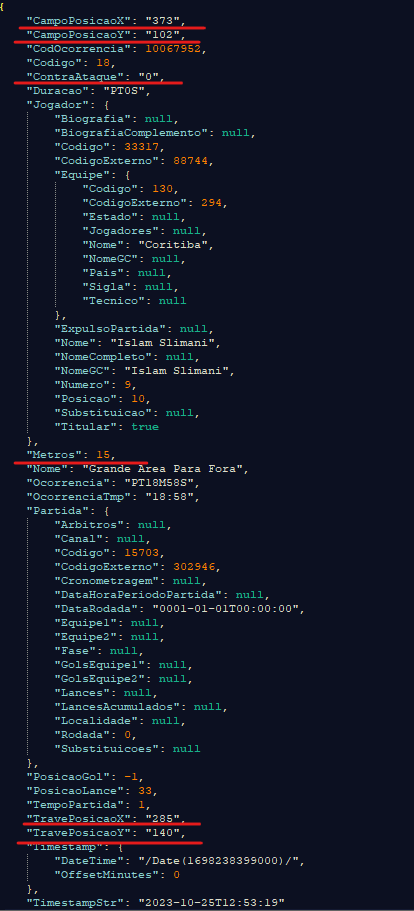 {
"CampoPosicaoX": "373",
"CampoPosicaoY": "102",
"CodOcorrencia": 10067952,
"Codigo": 18,
"ContraAtaque": "0",
"Duracao": "PT0S",
"Jogador": {
"Biografia": null,
"BiografiaComplemento": null,
"Codigo": 33317,
"CodigoExterno": 88744,
"Equipe": {
"Codigo": 130,
"CodigoExterno": 294,
"Estado": null,
"Jogadores": null,
"Nome": "Coritiba",
"NomeGC": null,
"Pais": null,
"Sigla": null,
"Tecnico": null
},
"ExpulsoPartida": null,
"Nome": "Islam Slimani",
"NomeCompleto": null,
"NomeGC": "Islam Slimani",
"Numero": 9,
"Posicao": 10,
"Substituicao": null,
"Titular": true
},
"Metros": 15,
"Nome": "Grande Área Para Fora",
"Ocorrencia": "PT18M58S",
"OcorrenciaTmp": "18:58",
"Partida": {
"Arbitros": null,
"Canal": null,
"Codigo": 15703,
"CodigoExterno": 302946,
"Cronometragem": null,
"DataHoraPeriodoPartida": null,
"DataRodada": "0001-01-01T00:00:00",
"Equipe1": null,
"Equipe2": null,
"Fase": null,
"GolsEquipe1": null,
"GolsEquipe2": null,
"Lances": null,
"LancesAcumulados": null,
"Localidade": null,
"Rodada": 0,
"Substituicoes": null
},
"PosicaoGol": -1,
"PosicaoLance": 33,
"TempoPartida": 1,
"TravePosicaoX": "285",
"TravePosicaoY": "140",
"Timestamp": {
"DateTime": "/Date(1698238399000)/",
"OffsetMinutes": 0
},
"TimestampStr": "2023-10-25T12:53:19"